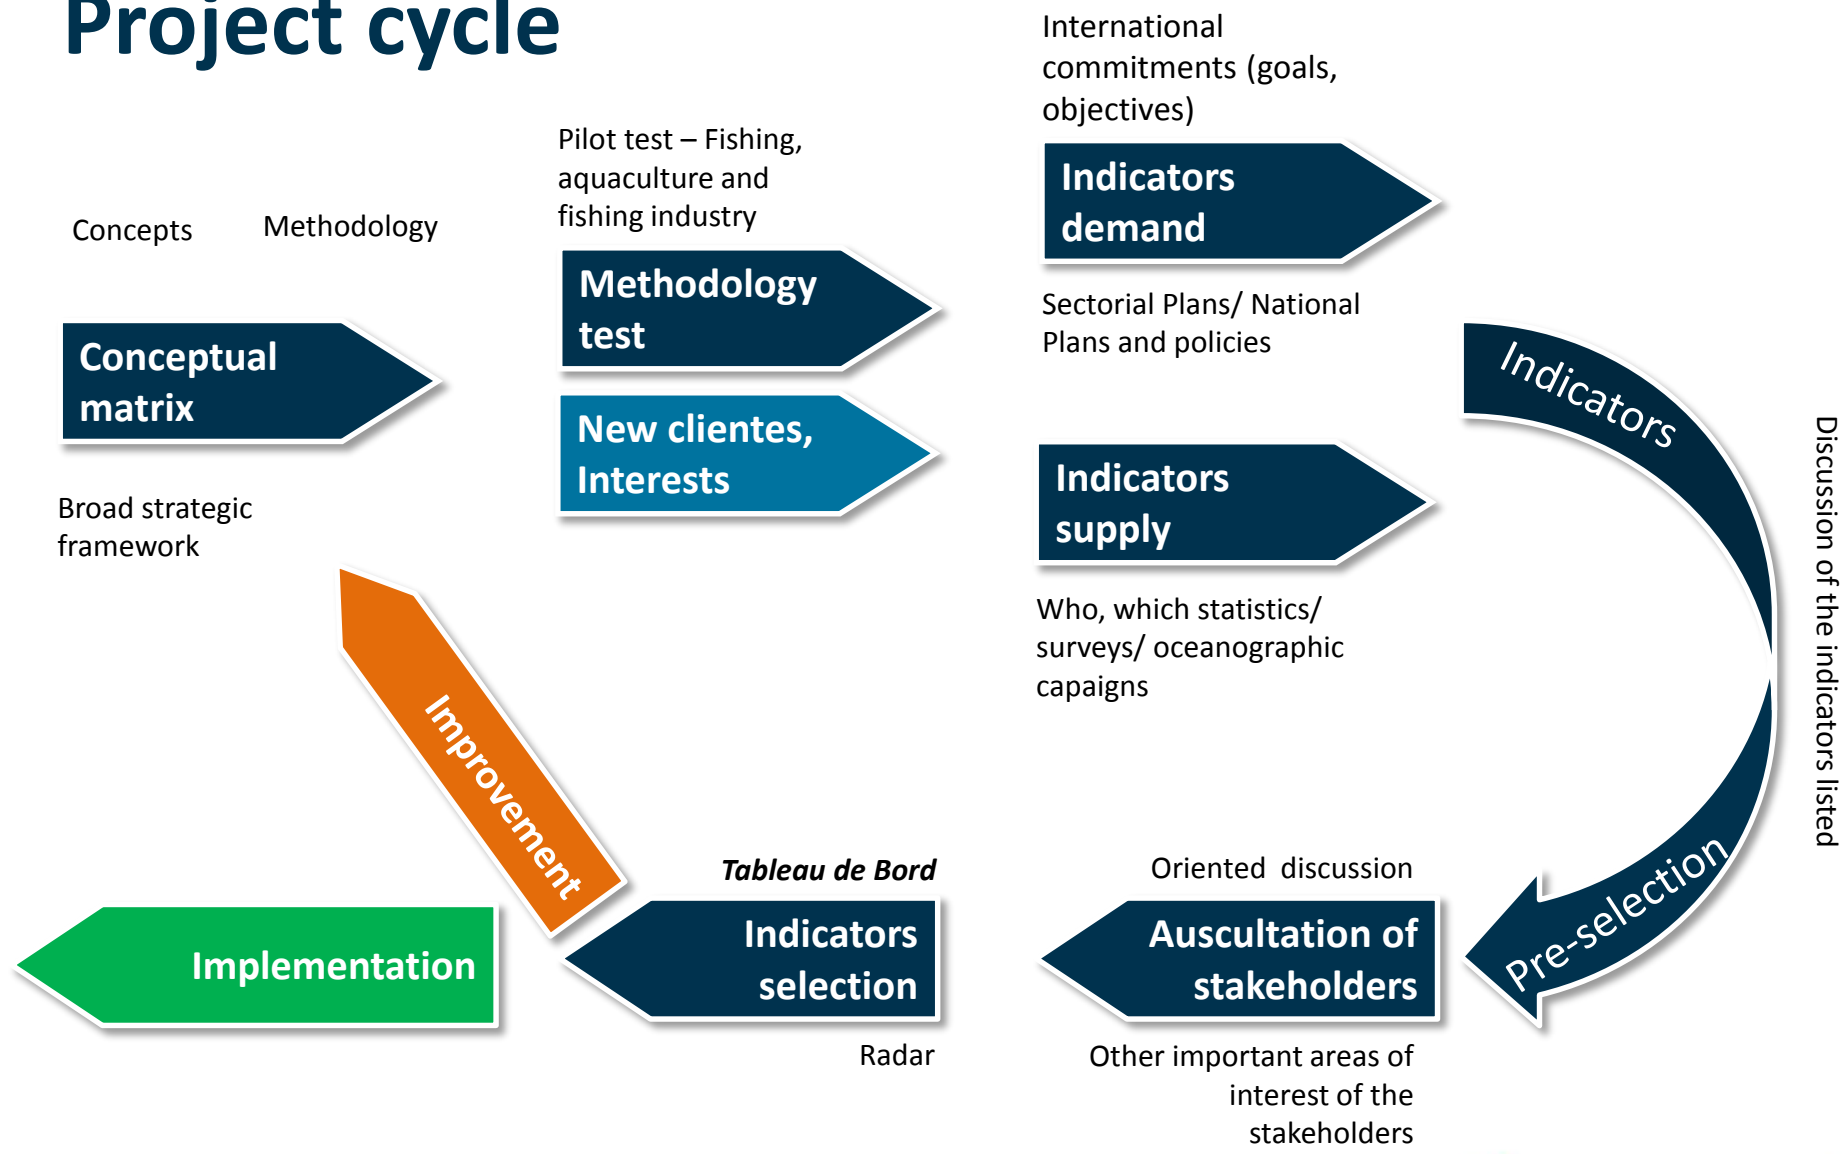 Project cycle
Concepts
Methodology
Conceptual
matrix
Broad strategic
framework
Pilot test – Fishing,
aquaculture and
fishing industry
Methodology
test
New clientes,
Interests
International
commitments (goals,
objectives)
Indicators
demand
Sectorial Plans/ National
Plans and policies
Indicators
supply
Who, which statistics/
surveys/ oceanographic
capaigns
Indicators
Discussion of the indicators listed
Pre-selection
Oriented discussion
Auscultation of
stakeholders
Other important areas of
interest of the
stakeholders
Tableau de Bord
Indicators
selection
Radar
Improvement
Implementation